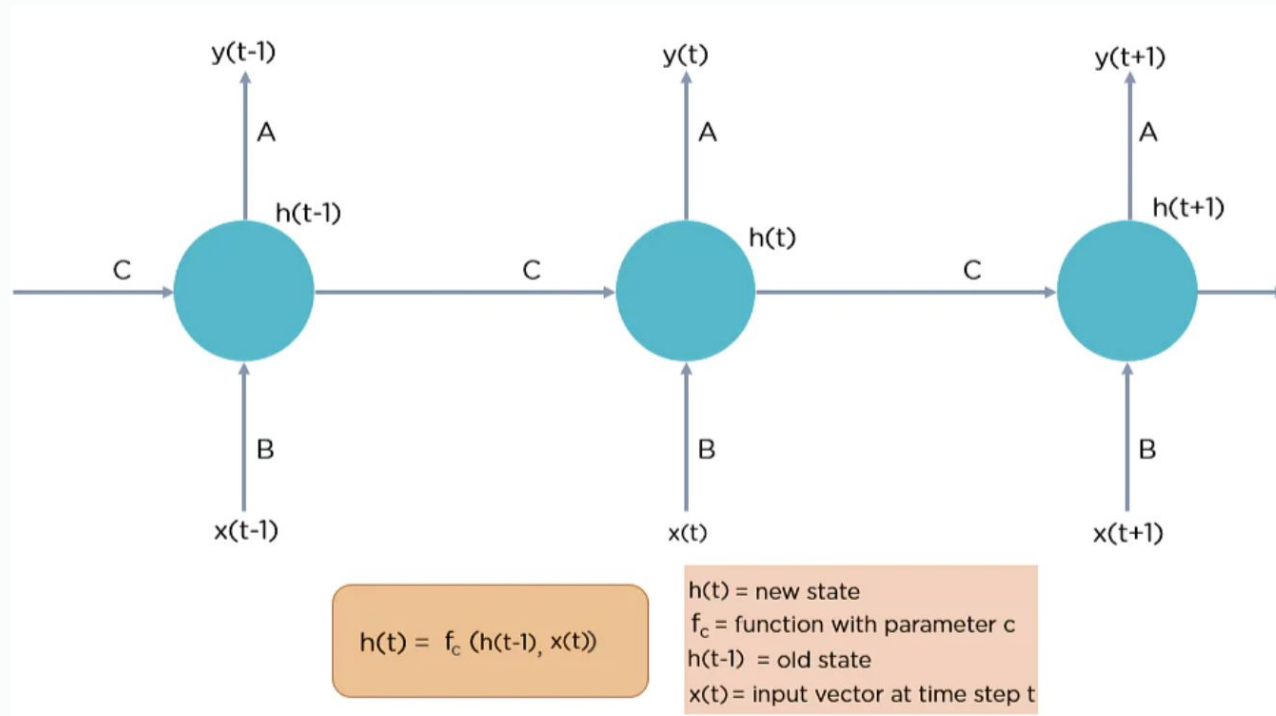 y(t-1)
y(t)
y(t+1)
A
A
A
h(t-1)
h(t)
h(t+1)
C
C
C
B
B
B
x(t-1)
x(t)
x(t+1)
h(t) = f_c (h(t-1), x(t))
h(t) = new state
f_c = function with parameter c
h(t-1) = old state
x(t) = input vector at time step t